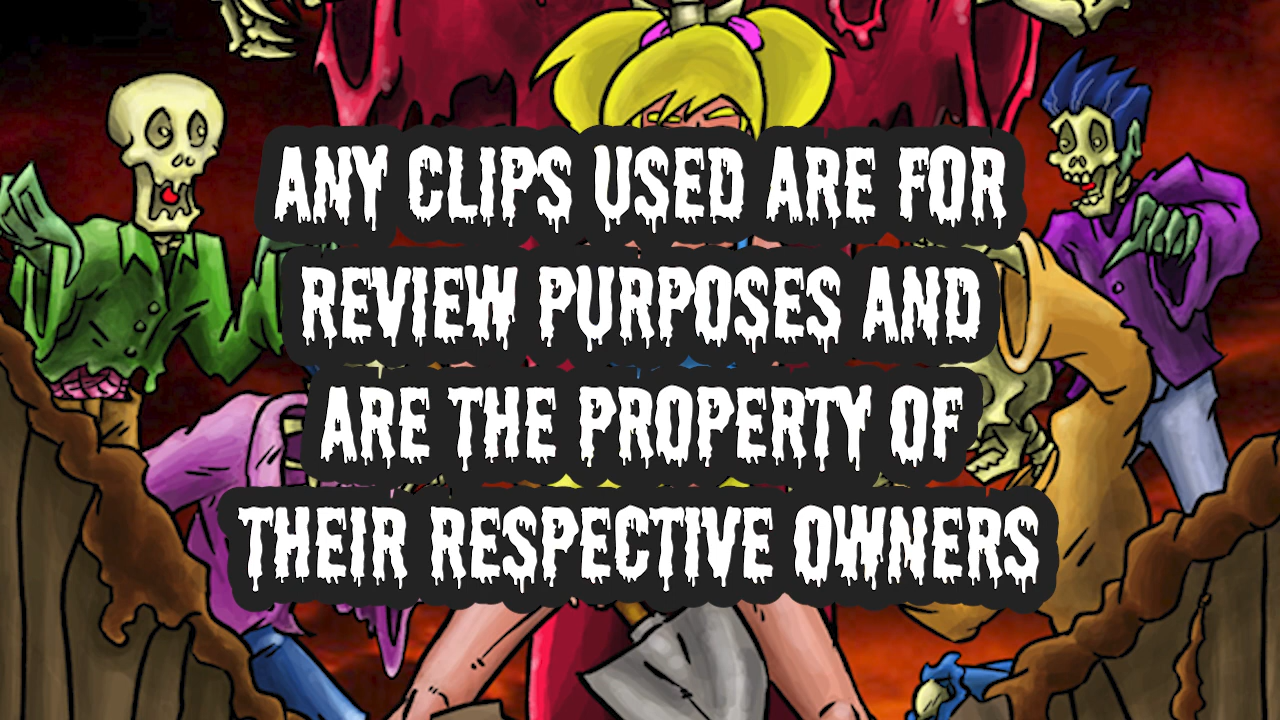 ANY CLIPS USED ARE FOR
REVIEW PURPOSES AND
ARE THE PROPERTY OF
THEIR RESPECTIVE OWNERS